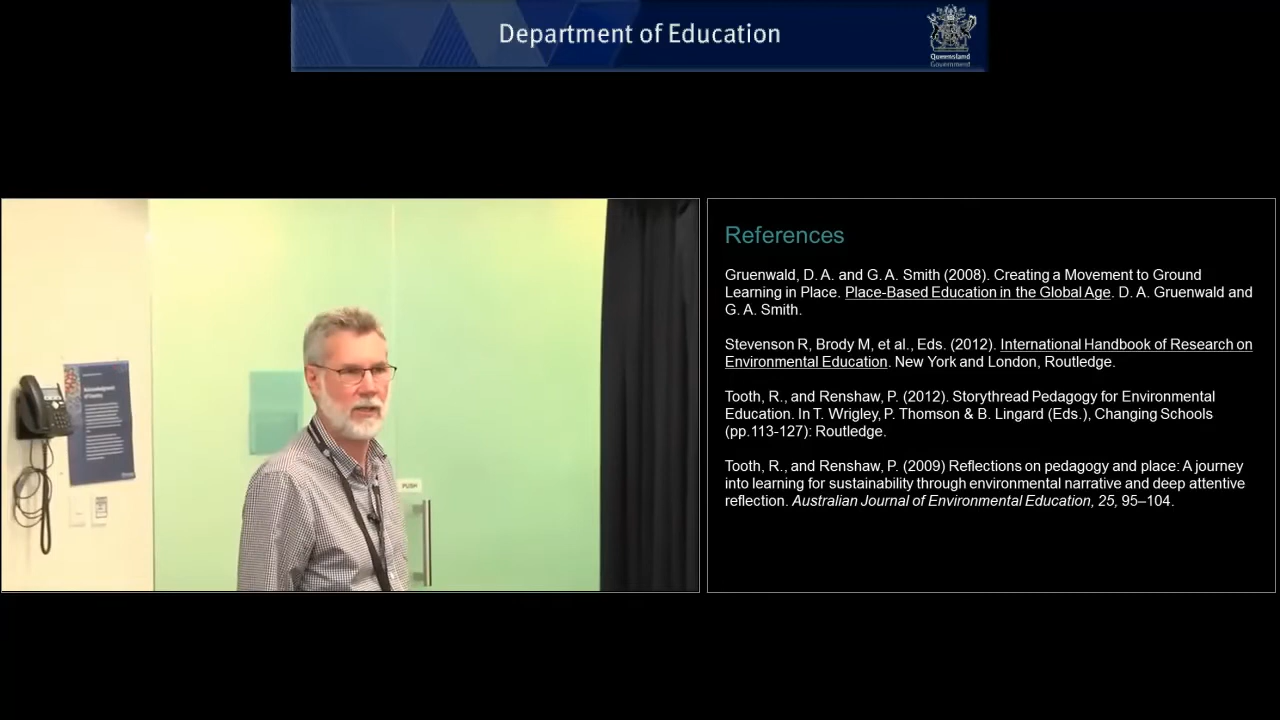 Department of Education
Queensland
Government
Acknowledgement
of Country
PUSH
References
Gruenwald, D. A. and G. A. Smith (2008). Creating a Movement to Ground
Learning in Place. Place-Based Education in the Global Age. D. A. Gruenwald and
G. A. Smith.
Stevenson R, Brody M, et al., Eds. (2012). International Handbook of Research on
Environmental Education. New York and London, Routledge.
Tooth, R., and Renshaw, P. (2012). Storythread Pedagogy for Environmental
Education. In T. Wrigley, P. Thomson & B. Lingard (Eds.), Changing Schools
(pp.113-127): Routledge.
Tooth, R., and Renshaw, P. (2009) Reflections on pedagogy and place: A journey
into learning for sustainability through environmental narrative and deep attentive
reflection. Australian Journal of Environmental Education, 25, 95–104.